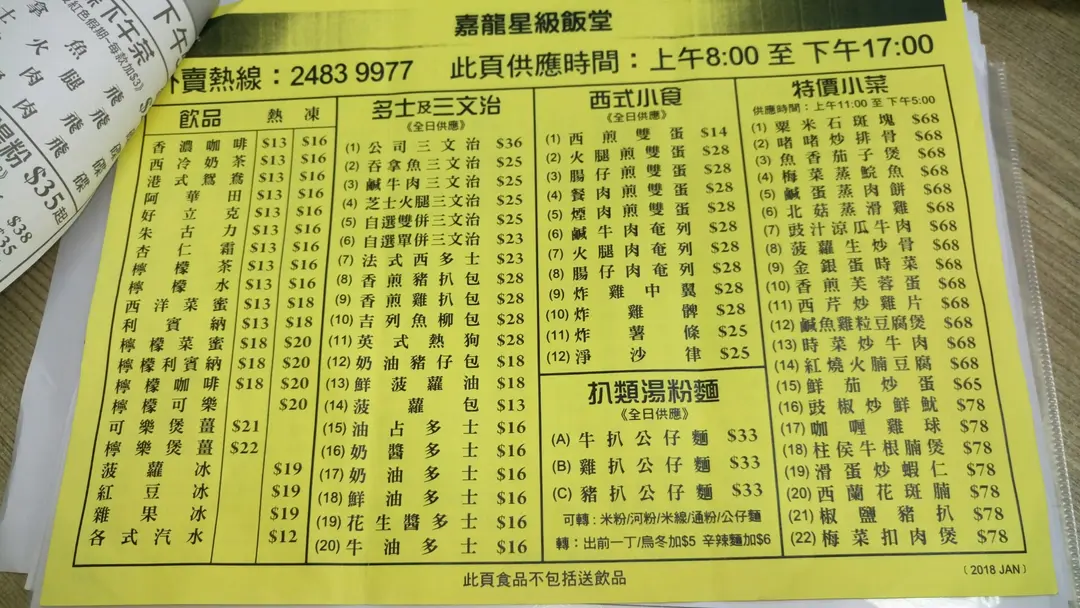 嘉龍星級飯堂
外賣熱線：2483 9977 此頁供應時間：上午8:00 至 下午17:00
飲品 熱 凍
香濃咖啡 $13 $16
西冷奶茶 $13 $16
港式鴛鴦 $13 $16
阿華田 $13 $16
好立克 $13 $16
朱古力 $13 $16
杏仁霜 $13 $16
檸檬茶 $13 $16
檸檬水 $13 $16
西洋菜蜜 $13 $18
利賓納 $13 $18
檸檬菜蜜 $18 $20
檸檬利賓納 $18 $20
檸檬咖啡 $18 $20
檸檬可樂 $20
可樂煲薑 $21
檸樂煲薑 $22
菠蘿冰 $19
紅豆冰 $19
雜果冰 $19
各式汽水 $12
多士及三文治
《全日供應》
(1) 公司三文治 $36
(2) 吞拿魚三文治 $25
(3) 鹹牛肉三文治 $25
(4) 芝士火腿三文治 $25
(5) 自選雙併三文治 $25
(6) 自選單併三文治 $23
(7) 法式西多士 $23
(8) 香煎豬扒包 $28
(9) 香煎雞扒包 $28
(10) 吉列魚柳包 $28
(11) 英式熱狗 $28
(12) 奶油豬仔包 $18
(13) 鮮菠蘿油 $18
(14) 菠蘿包 $13
(15) 油占多士 $16
(16) 奶醬多士 $16
(17) 奶油多士 $16
(18) 鮮油多士 $16
(19) 花生醬多士 $16
(20) 牛油多士 $16
西式小食
《全日供應》
(1) 西煎雙蛋 $14
(2) 火腿煎雙蛋 $28
(3) 腸仔煎雙蛋 $28
(4) 餐肉煎雙蛋 $28
(5) 煙肉煎雙蛋 $28
(6) 鹹牛肉奄列 $28
(7) 火腿肉奄列 $28
(8) 腸仔肉奄列 $28
(9) 炸雞中翼 $28
(10) 炸雞髀 $28
(11) 炸薯條 $25
(12) 淨沙律 $25
扒類湯粉麵
《全日供應》
(A) 牛扒公仔麵 $33
(B) 雞扒公仔麵 $33
(C) 豬扒公仔麵 $33
可轉：米粉/河粉/米線/通粉/公仔麵
轉：出前一丁/烏冬加$5 辛辣麵加$6
特價小菜
供應時間：上午11:00 至 下午5:00
(1) 粟米石斑塊 $68
(2) 啫啫炒排骨 $68
(3) 魚香茄子煲 $68
(4) 梅菜蒸鯇魚 $68
(5) 鹹蛋蒸肉餅 $68
(6) 北菇蒸滑雞 $68
(7) 豉汁涼瓜牛肉 $68
(8) 菠蘿生炒骨 $68
(9) 金銀蛋時菜 $68
(10) 香煎芙蓉蛋 $68
(11) 西芹炒雞片 $68
(12) 鹹魚雞粒豆腐煲 $68
(13) 時菜炒牛肉 $68
(14) 紅燒火腩豆腐 $68
(15) 鮮茄炒蛋 $65
(16) 豉椒炒鮮魷 $78
(17) 咖喱雞球 $78
(18) 柱侯牛根腩煲 $78
(19) 滑蛋炒蝦仁 $78
(20) 西蘭花斑腩 $78
(21) 椒鹽豬扒 $78
(22) 梅菜扣肉煲 $78
此頁食品不包括送飲品
（2018 JAN）